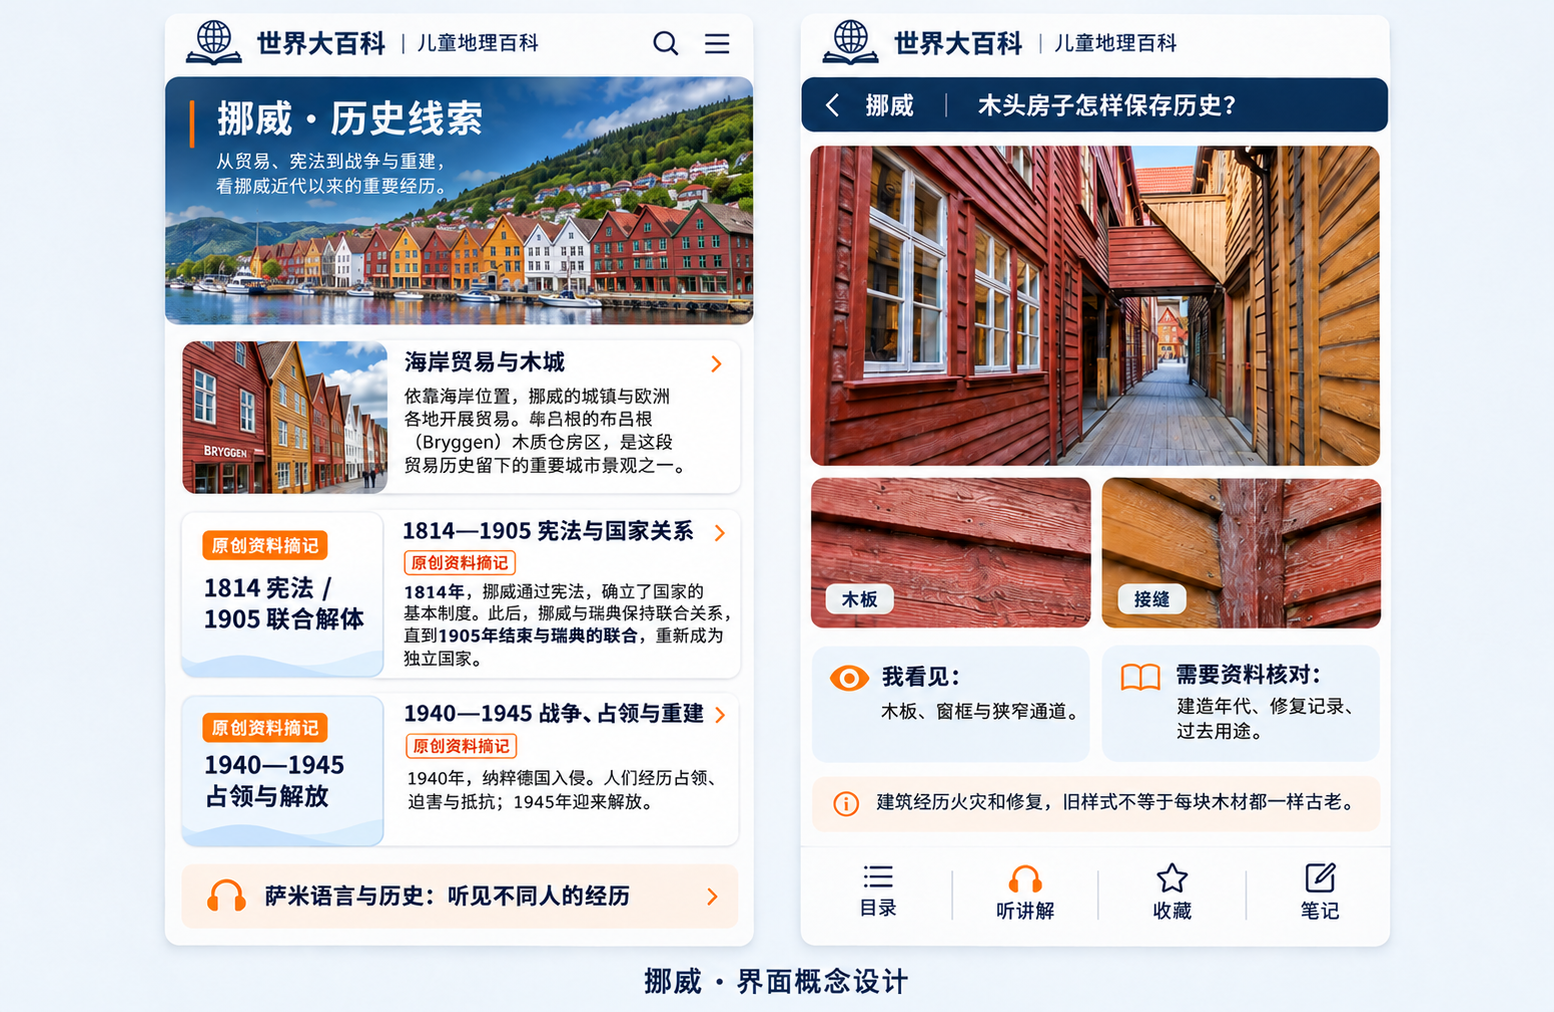 世界大百科 | 儿童地理百科
挪威・历史线索
从贸易、宪法到战争与重建，
看挪威近代以来的重要经历。
BRYGGEN
海岸贸易与木城
依靠海岸位置，挪威的城镇与欧洲
各地开展贸易。吕根的布吕根
（Bryggen）木质仓房区，是这段
贸易历史留下的重要城市景观之一。
原创资料摘记
1814 宪法 /
1905 联合解体
1814—1905 宪法与国家关系
原创资料摘记
1814年，挪威通过宪法，确立了国家的
基本制度。此后，挪威与瑞典保持联合关系，
直到1905年结束与瑞典的联合，重新成为
独立国家。
原创资料摘记
1940—1945
占领与解放
1940—1945 战争、占领与重建
原创资料摘记
1940年，纳粹德国入侵。人们经历占领、
迫害与抵抗；1945年迎来解放。
萨米语言与历史：听见不同人的经历
世界大百科 | 儿童地理百科
挪威 | 木头房子怎样保存历史？
木板
接缝
我看见：
木板、窗框与狭窄通道。
需要资料核对：
建造年代、修复记录、
过去用途。
建筑经历火灾和修复，旧样式不等于每块木材都一样古老。
目录
听讲解
收藏
笔记
挪威・界面概念设计